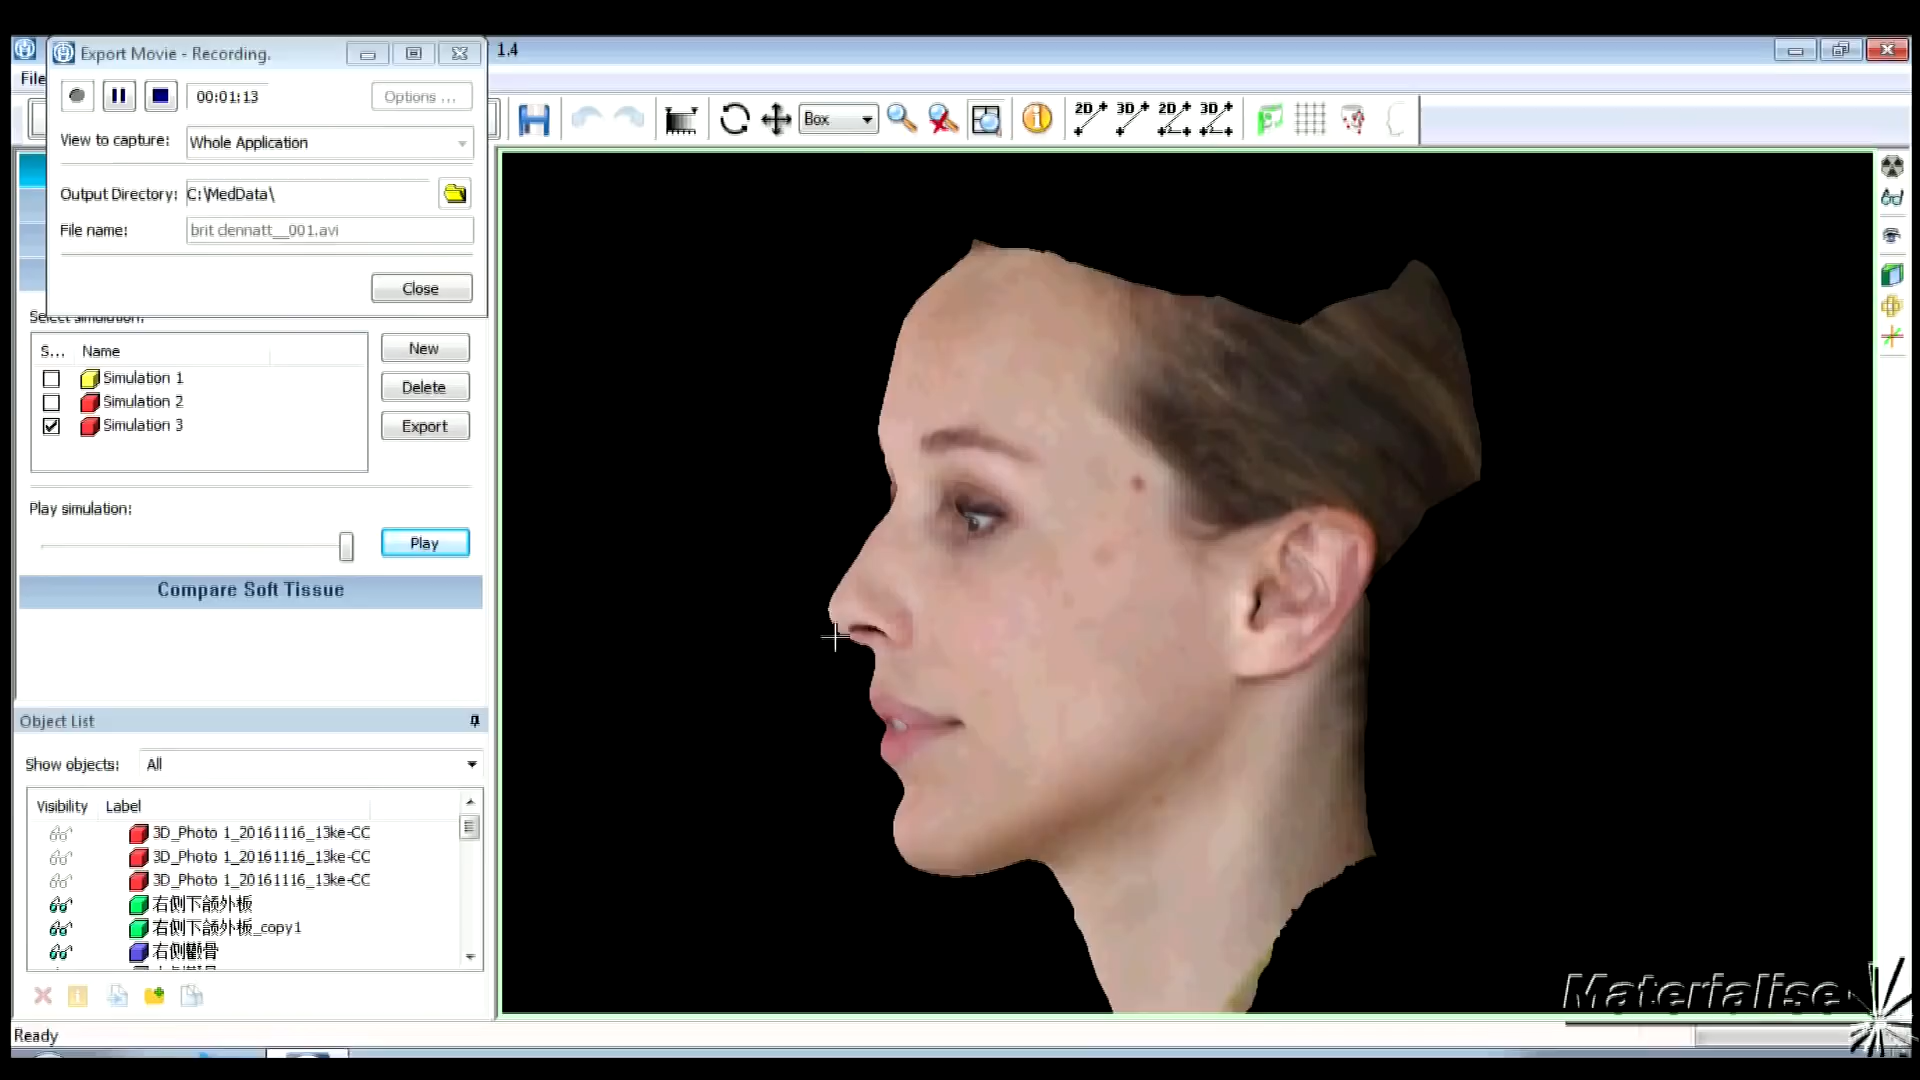 Export Movie - Recording.
1.4
File
00:01:13
Options ...
View to capture:
Whole Application
Output Directory:
C:\MedData\
File name:
brit clennatt__001.avi
Close
Box
2D
3D
2D
3D
Select simulation:
S...
Name
New
Simulation 1
Simulation 2
Simulation 3
Delete
Export
Play simulation:
Play
Compare Soft Tissue
Object List
Show objects:
All
Visibility
Label
3D_Photo 1_20161116_13ke-CC
3D_Photo 1_20161116_13ke-CC
3D_Photo 1_20161116_13ke-CC
右侧下颌外板
右侧下颌外板_copy1
右侧颧骨
Materialise
Ready